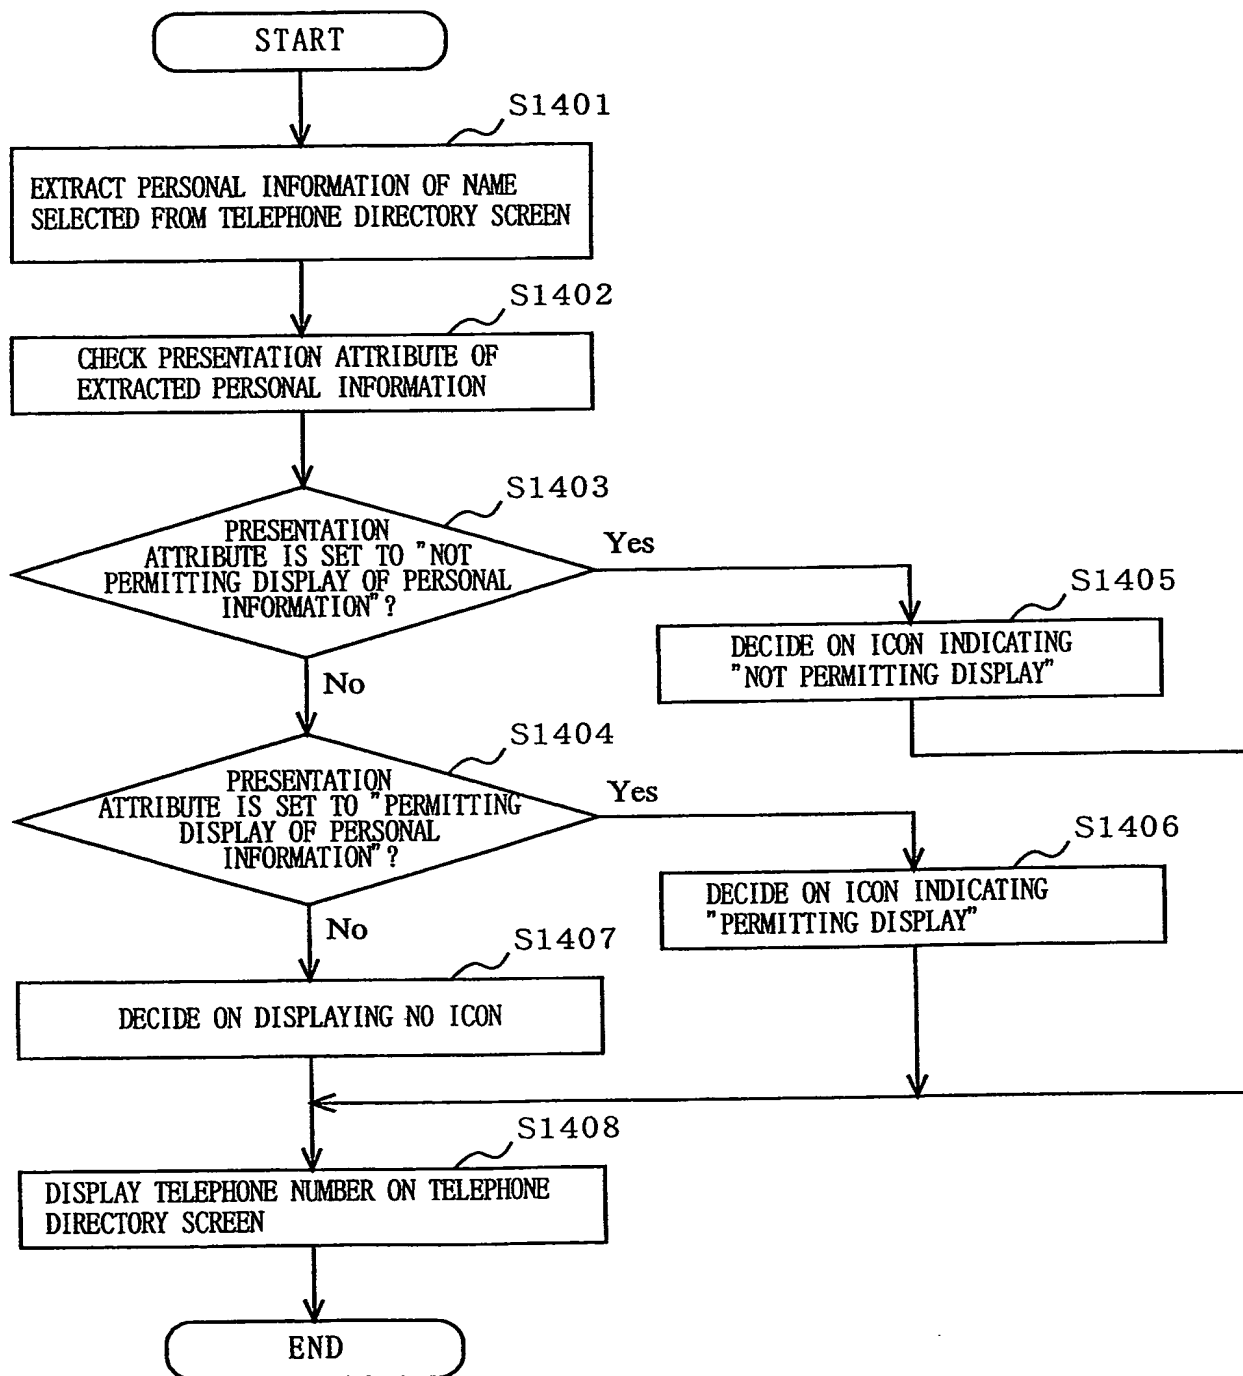 START
S1401
EXTRACT PERSONAL INFORMATION OF NAME
SELECTED FROM TELEPHONE DIRECTORY SCREEN
S1402
CHECK PRESENTATION ATTRIBUTE OF
EXTRACTED PERSONAL INFORMATION
S1403
PRESENTATION
ATTRIBUTE IS SET TO "NOT
PERMITTING DISPLAY OF PERSONAL
INFORMATION"?
Yes
S1405
DECIDE ON ICON INDICATING
"NOT PERMITTING DISPLAY"
No
S1404
PRESENTATION
ATTRIBUTE IS SET TO "PERMITTING
DISPLAY OF PERSONAL
INFORMATION"?
Yes
S1406
DECIDE ON ICON INDICATING
"PERMITTING DISPLAY"
No
S1407
DECIDE ON DISPLAYING NO ICON
S1408
DISPLAY TELEPHONE NUMBER ON TELEPHONE
DIRECTORY SCREEN
END